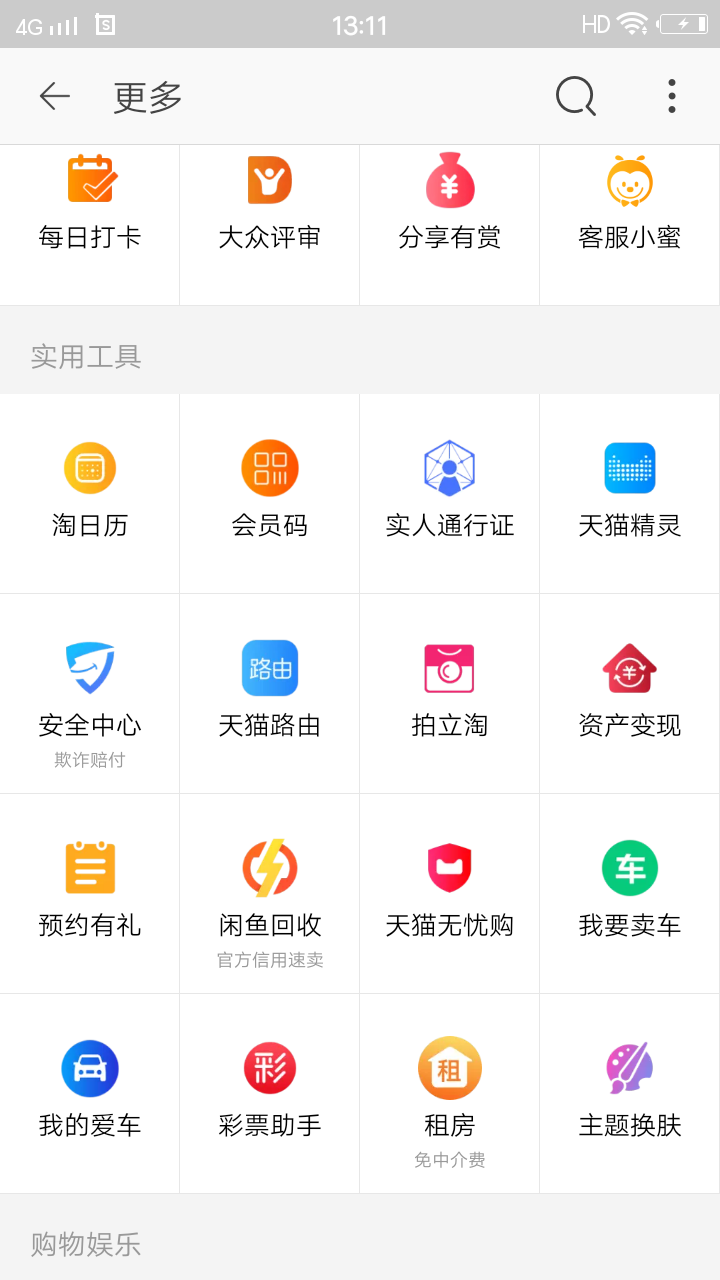 4G S 13:11 HD
更多
每日打卡 大众评审 分享有赏 客服小蜜
实用工具
淘日历 会员码 实人通行证 天猫精灵
路由
安全中心 天猫路由 拍立淘 资产变现
欺诈赔付
车
预约有礼 闲鱼回收 天猫无忧购 我要卖车
官方信用速卖
彩 租
我的爱车 彩票助手 租房 主题换肤
免中介费
购物娱乐